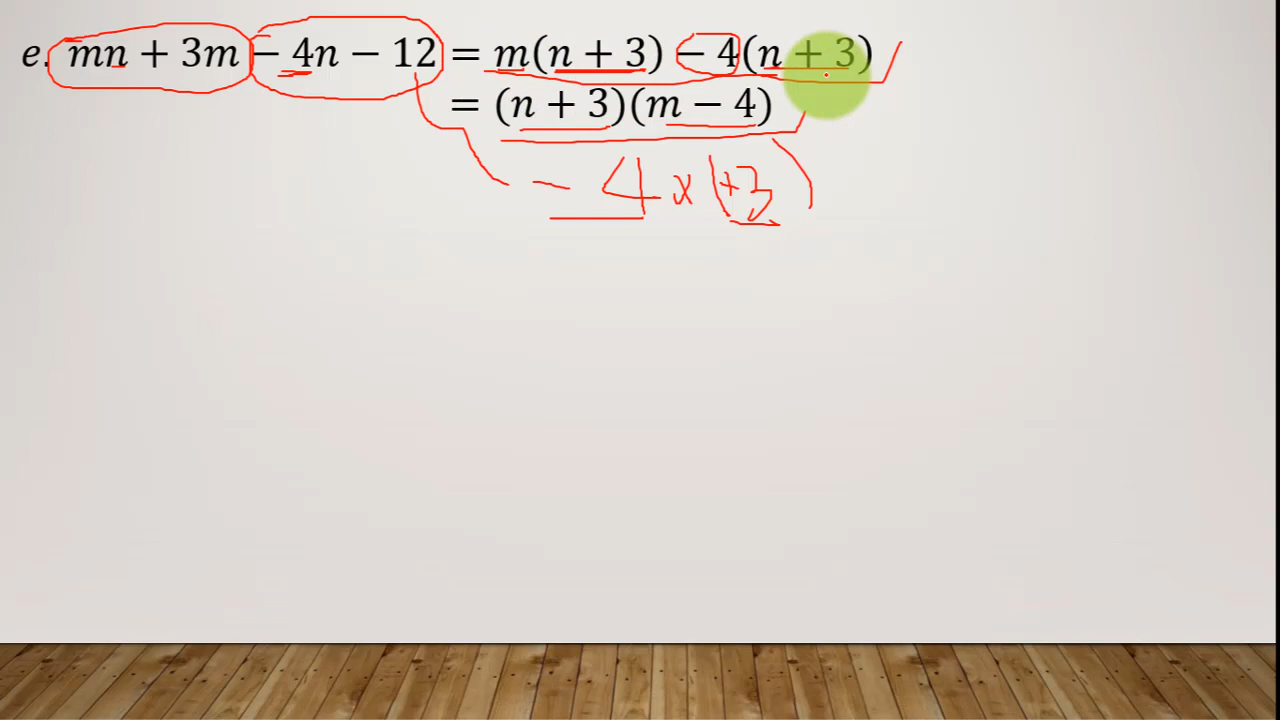 e. mn + 3m − 4n − 12 = m(n + 3) − 4(n + 3)
= (n + 3)(m − 4)
− 4 × (+3)